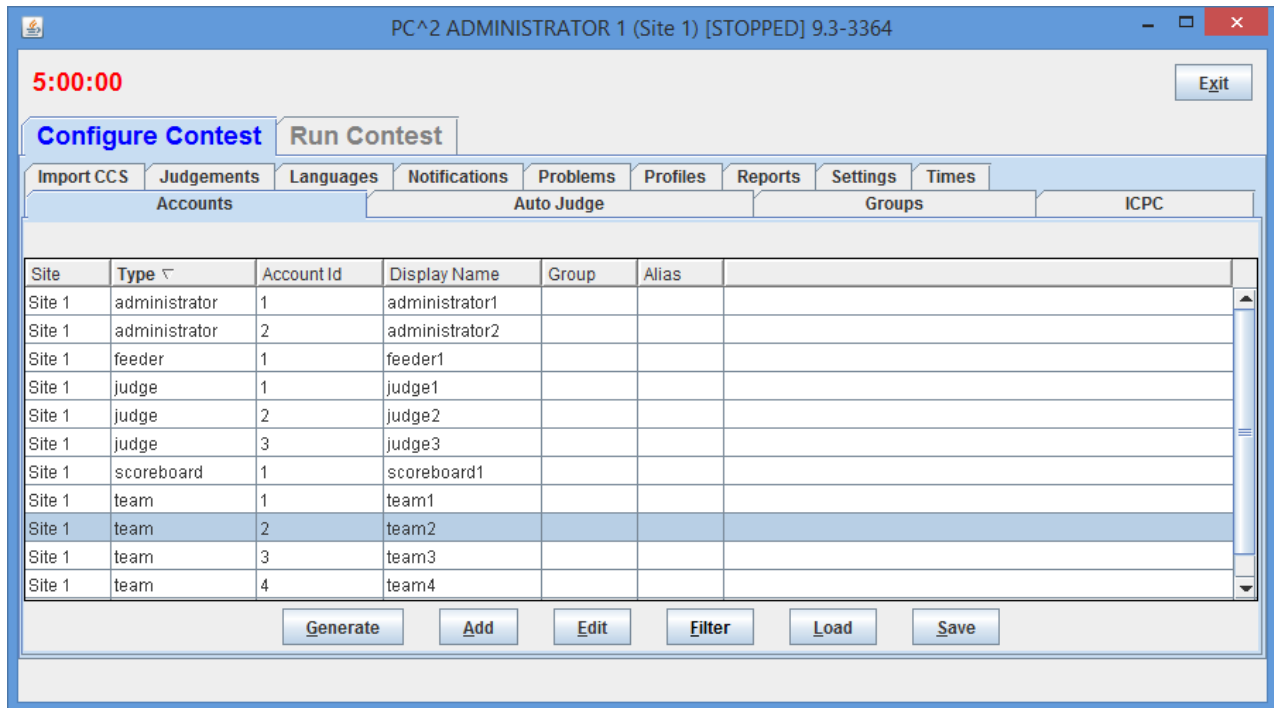 PC^2 ADMINISTRATOR 1 (Site 1) [STOPPED] 9.3-3364
5:00:00
Exit
Configure Contest Run Contest
Import CCS Judgements Languages Notifications Problems Profiles Reports Settings Times
Accounts Auto Judge Groups ICPC
Site Type Account Id Display Name Group Alias
Site 1 administrator 1 administrator1
Site 1 administrator 2 administrator2
Site 1 feeder 1 feeder1
Site 1 judge 1 judge1
Site 1 judge 2 judge2
Site 1 judge 3 judge3
Site 1 scoreboard 1 scoreboard1
Site 1 team 1 team1
Site 1 team 2 team2
Site 1 team 3 team3
Site 1 team 4 team4
Generate Add Edit Filter Load Save